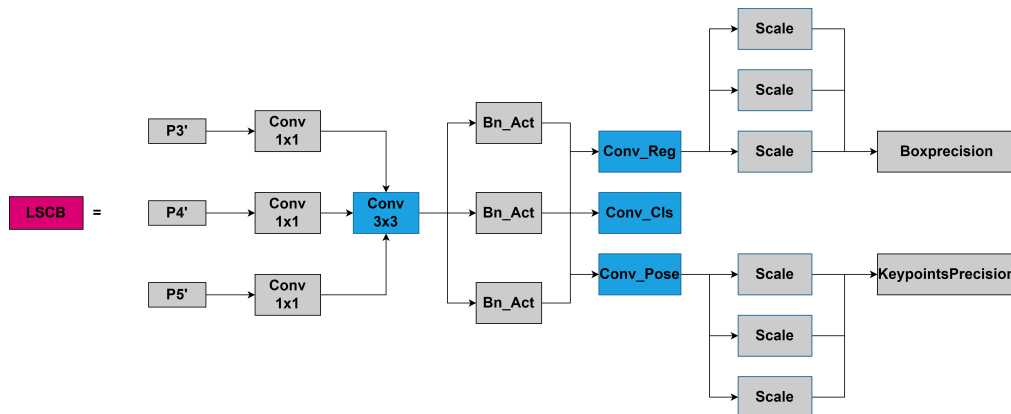 LSCB
=
P3'
P4'
P5'
Conv
1x1
Conv
1x1
Conv
1x1
Conv
3x3
Bn_Act
Bn_Act
Bn_Act
Conv_Reg
Conv_Cls
Conv_Pose
Scale
Scale
Scale
Scale
Scale
Scale
Boxprecision
KeypointsPrecision